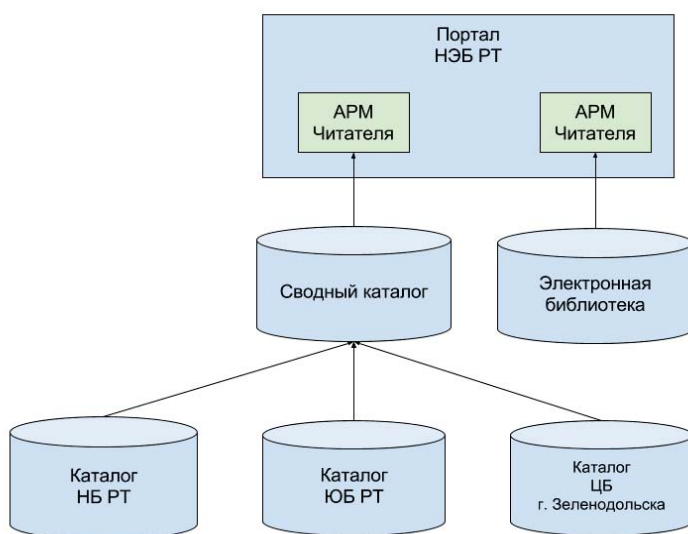 Портал
НЭБ РТ
АРМ
Читателя
АРМ
Читателя
Сводный каталог
Электронная
библиотека
Каталог
НБ РТ
Каталог
ЮБ РТ
Каталог
ЦБ
г. Зеленодольска